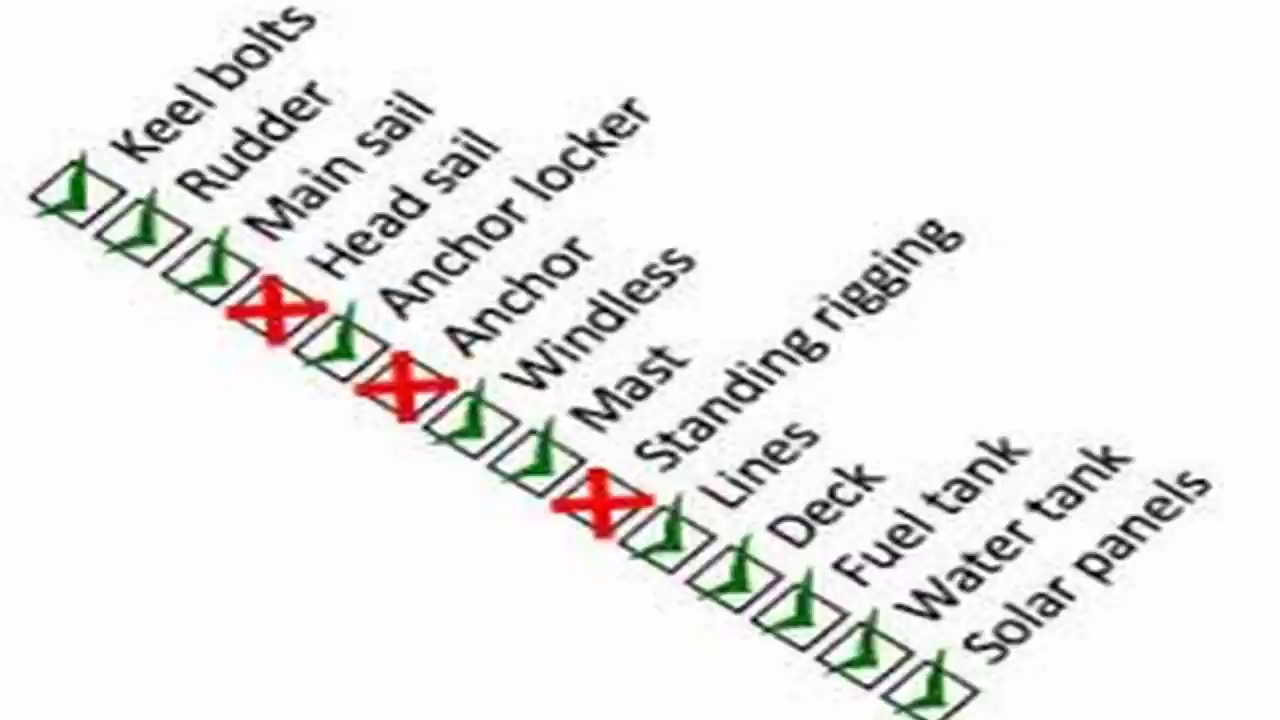 Keel bolts
Rudder
Main sail
Head sail
Anchor locker
Anchor
Windless
Mast
Standing rigging
Lines
Deck
Fuel tank
Water tank
Solar panels